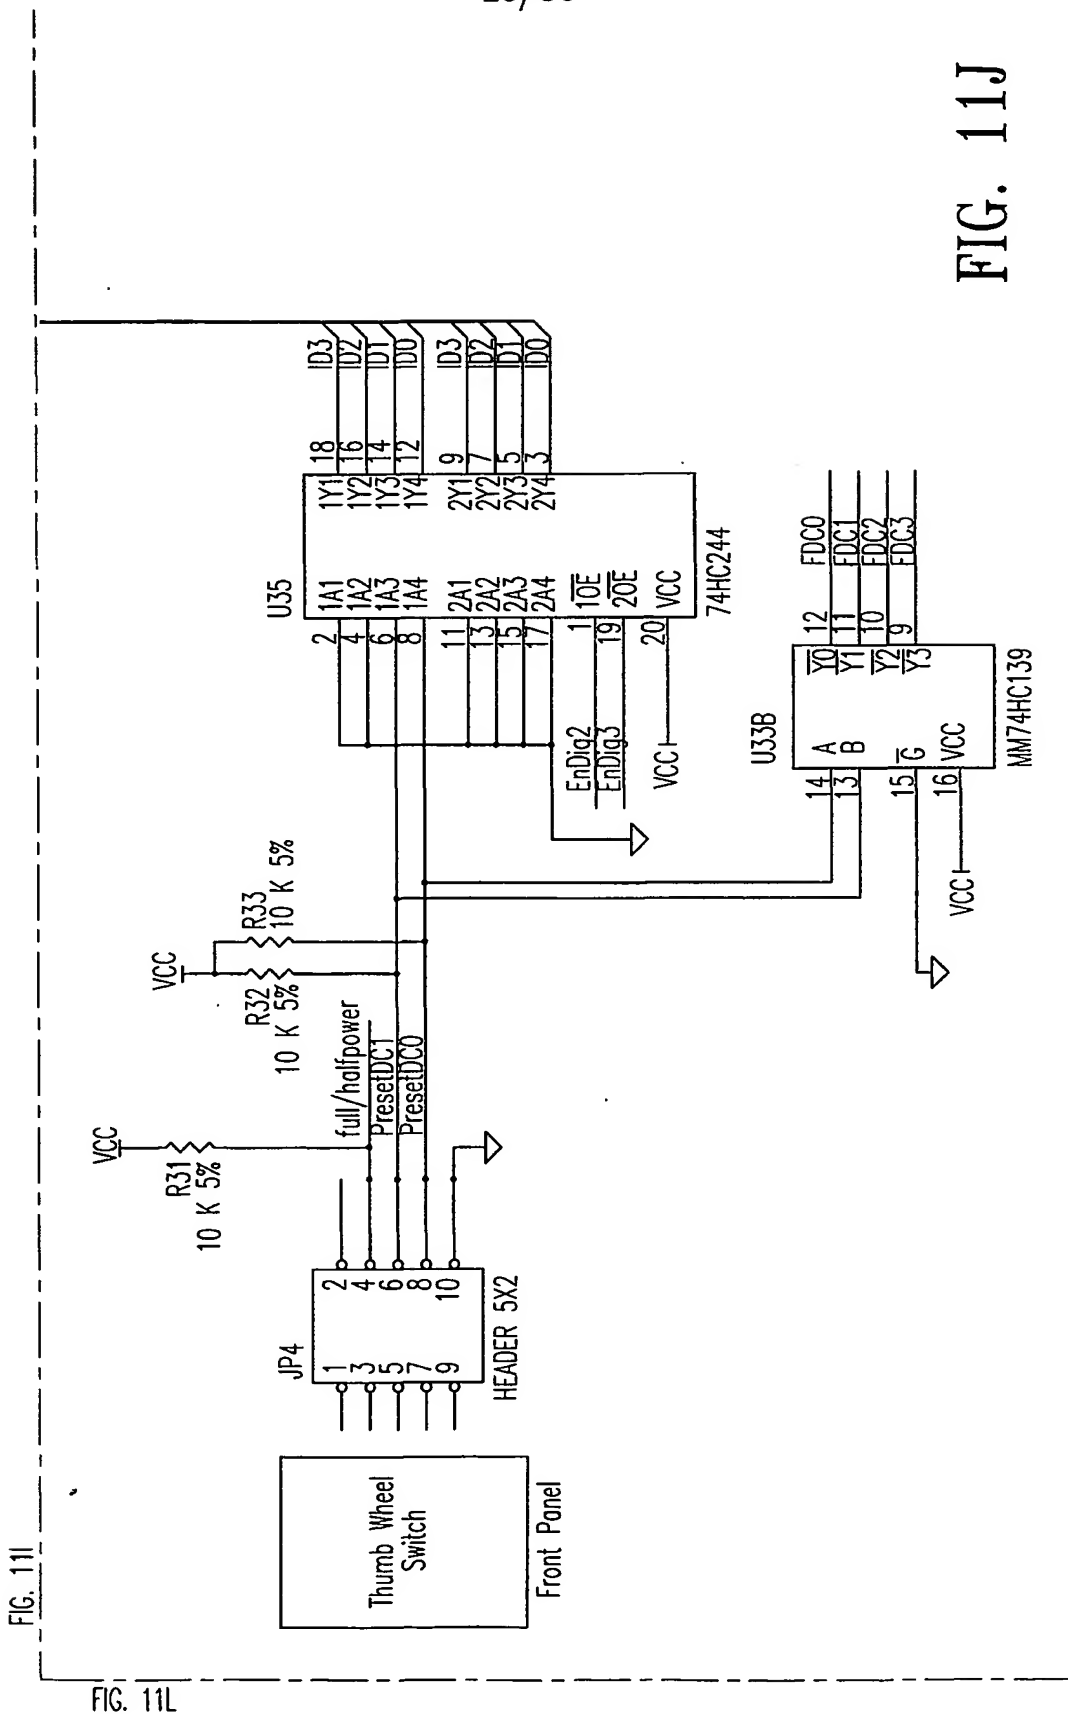 FIG. 11I
FIG. 11L
Thumb Wheel
Switch
Front Panel
JP4
1 2
3 4
5 6
7 8
9 10
HEADER 5X2
VCC
R31
10 K 5%
full/halfpower
PresetDC1
PresetDC0
VCC
R32
10 K 5%
R33
10 K 5%
U35
2 1A1 1Y1 18 ID3
4 1A2 1Y2 16 ID2
6 1A3 1Y3 14 ID1
8 1A4 1Y4 12 ID0
11 2A1 2Y1 9 ID3
13 2A2 2Y2 7 ID2
15 2A3 2Y3 5 ID1
17 2A4 2Y4 3 ID0
EnDig2 1 1OE
EnDig3 19 2OE
VCC 20 VCC
74HC244
U33B
14 A Y0 12 FDC0
13 B Y1 11 FDC1
Y2 10 FDC2
15 G Y3 9 FDC3
VCC 16 VCC
MM74HC139
FIG. 11J